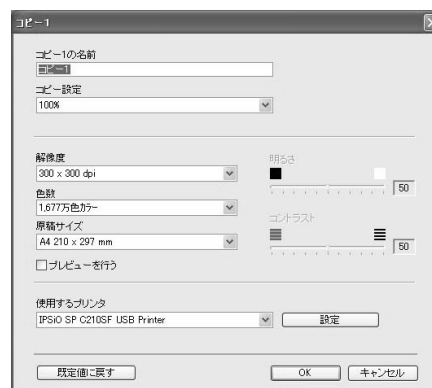 コピー1
コピー1の名前
コピー1
コピー設定
100%
解像度
300 x 300 dpi
色数
1,677万色カラー
原稿サイズ
A4 210 x 297 mm
プレビューを行う
明るさ
50
コントラスト
50
使用するプリンタ
IPSiO SP C210SF USB Printer
設定
既定値に戻す
OK
キャンセル